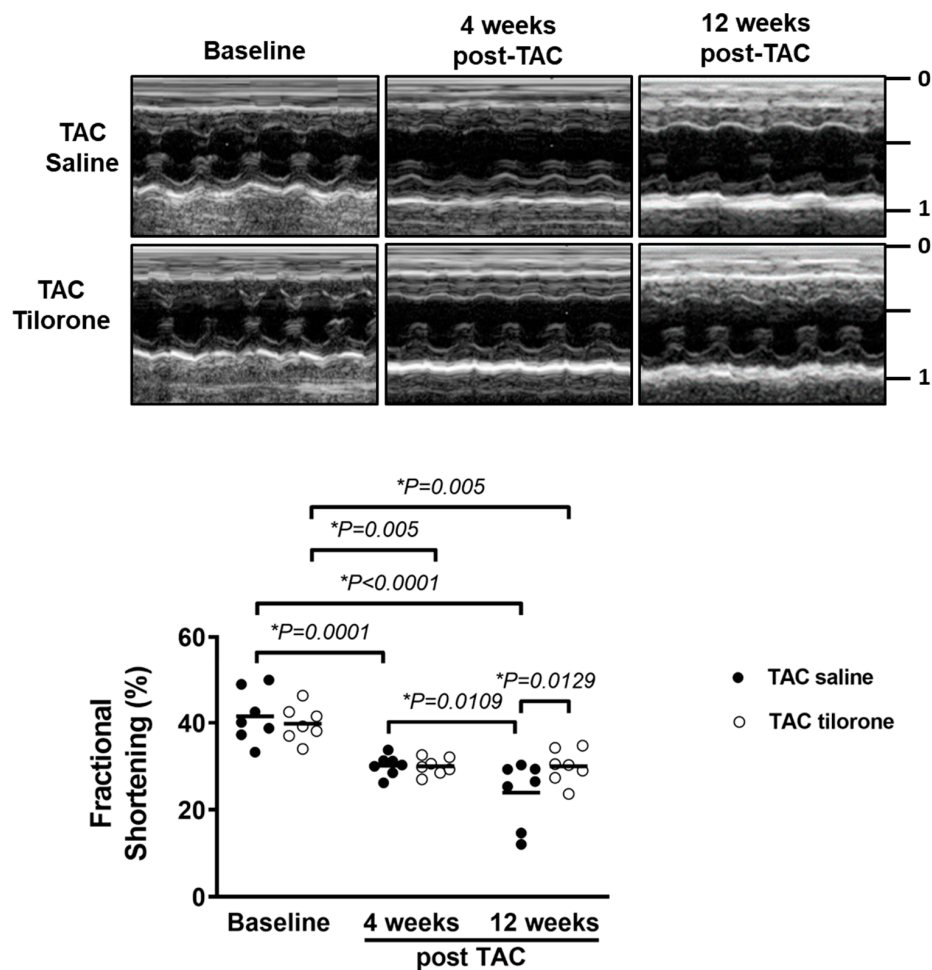 Baseline
4 weeks
post-TAC
12 weeks
post-TAC
TAC
Saline
0
1
TAC
Tilorone
0
1
*P=0.005
*P=0.005
*P<0.0001
*P=0.0001
*P=0.0129
*P=0.0109
Fractional
Shortening (%)
60
40
20
0
TAC saline
TAC tilorone
Baseline
4 weeks
12 weeks
post TAC